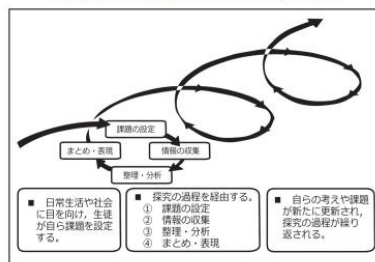 課題の設定
まとめ・表現
情報の収集
整理・分析
■ 日常生活や社会
に目を向け，生徒
が自ら課題を設定
する。
■ 探究の過程を経由する。
① 課題の設定
② 情報の収集
③ 整理・分析
④ まとめ・表現
■ 自らの考えや課題
が新たに更新され，
探究の過程が繰り
返される。